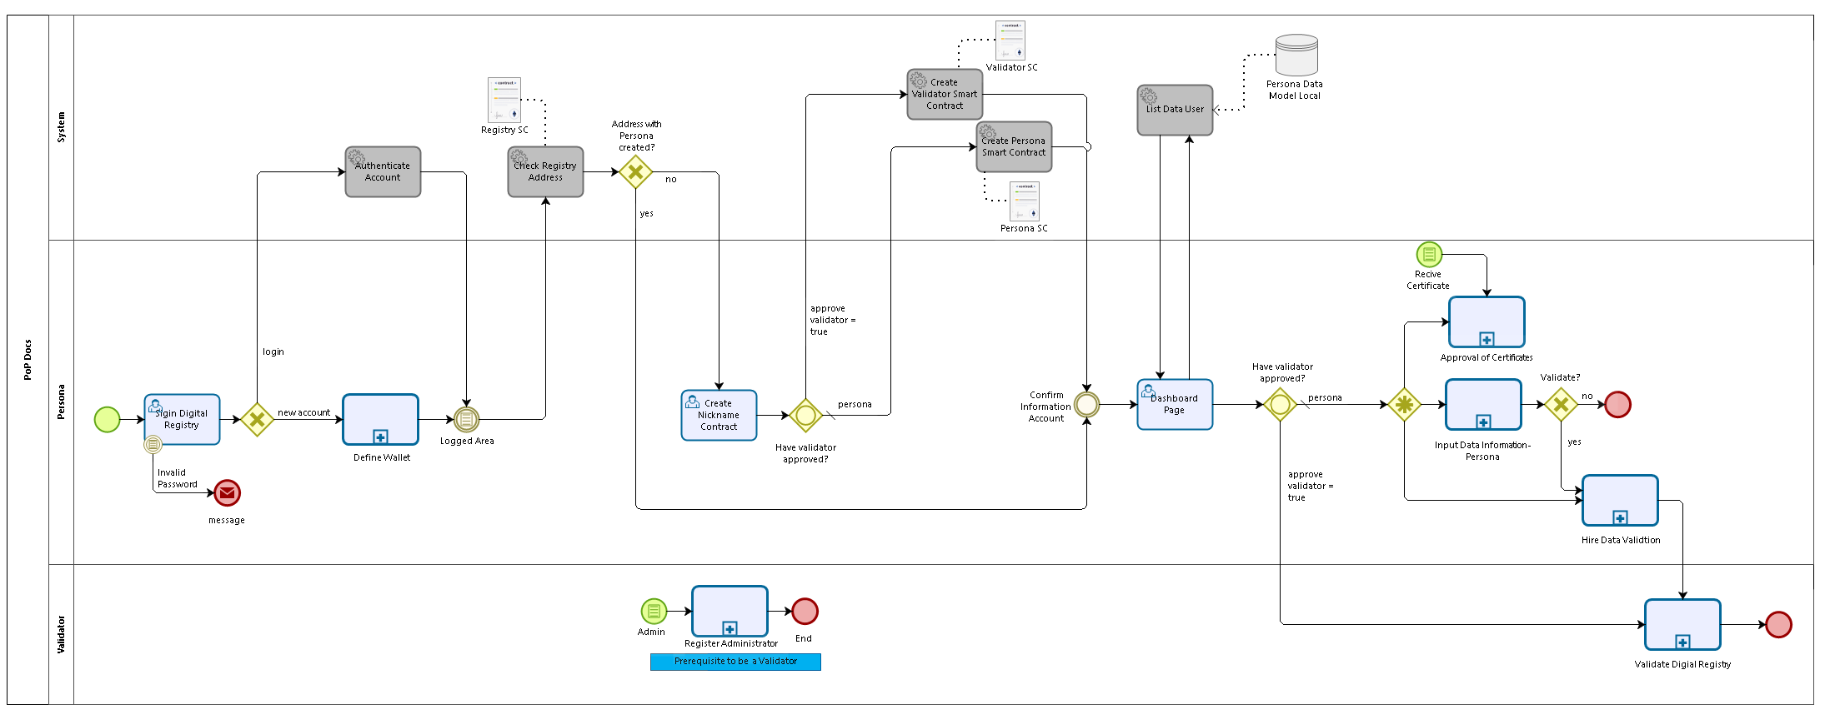 PoP Docs
System
Registry SC
Authenticate
Account
Check Registry
Address
Address with
Persona
created?
no
yes
Validator SC
Create
Validator Smart
Contract
Create Persona
Smart Contract
Persona SC
List Data User
Persona Data
Model Local
Persona
Sigin Digital
Registry
Invalid
Password
message
login
new account
Define Wallet
Logged Area
Create
Nickname
Contract
Have validator
approved?
approve
validator =
true
persona
Confirm
Information
Account
Dashboard
Page
Have validator
approved?
persona
approve
validator =
true
Recive
Certificate
Approval of Certificates
Input Data Information-
Persona
Validate?
no
yes
Hire Data Validtion
Validator
Admin
Register Administrator
End
Prerequisite to be a Validator
Validate Digial Registry